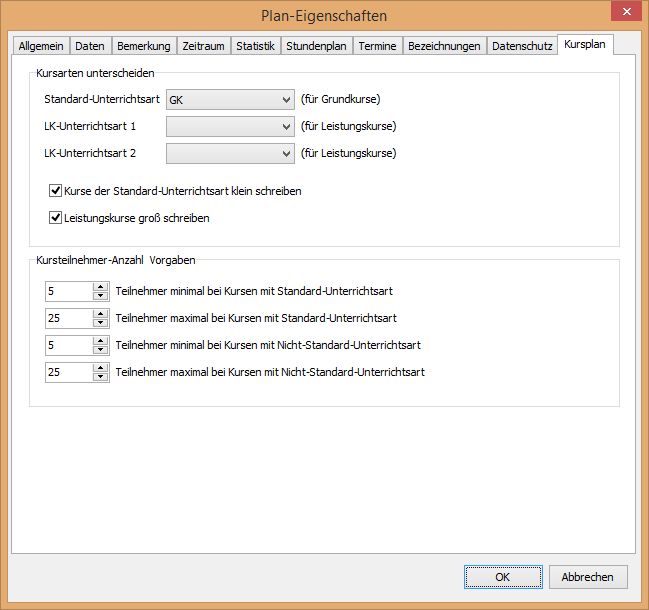 Plan-Eigenschaften
Allgemein Daten Bemerkung Zeitraum Statistik Stundenplan Termine Bezeichnungen Datenschutz Kursplan
Kursarten unterscheiden
Standard-Unterrichtsart GK (für Grundkurse)
LK-Unterrichtsart 1 (für Leistungskurse)
LK-Unterrichtsart 2 (für Leistungskurse)
Kurse der Standard-Unterrichtsart klein schreiben
Leistungskurse groß schreiben
Kursteilnehmer-Anzahl Vorgaben
5 Teilnehmer minimal bei Kursen mit Standard-Unterrichtsart
25 Teilnehmer maximal bei Kursen mit Standard-Unterrichtsart
5 Teilnehmer minimal bei Kursen mit Nicht-Standard-Unterrichtsart
25 Teilnehmer maximal bei Kursen mit Nicht-Standard-Unterrichtsart
OK Abbrechen